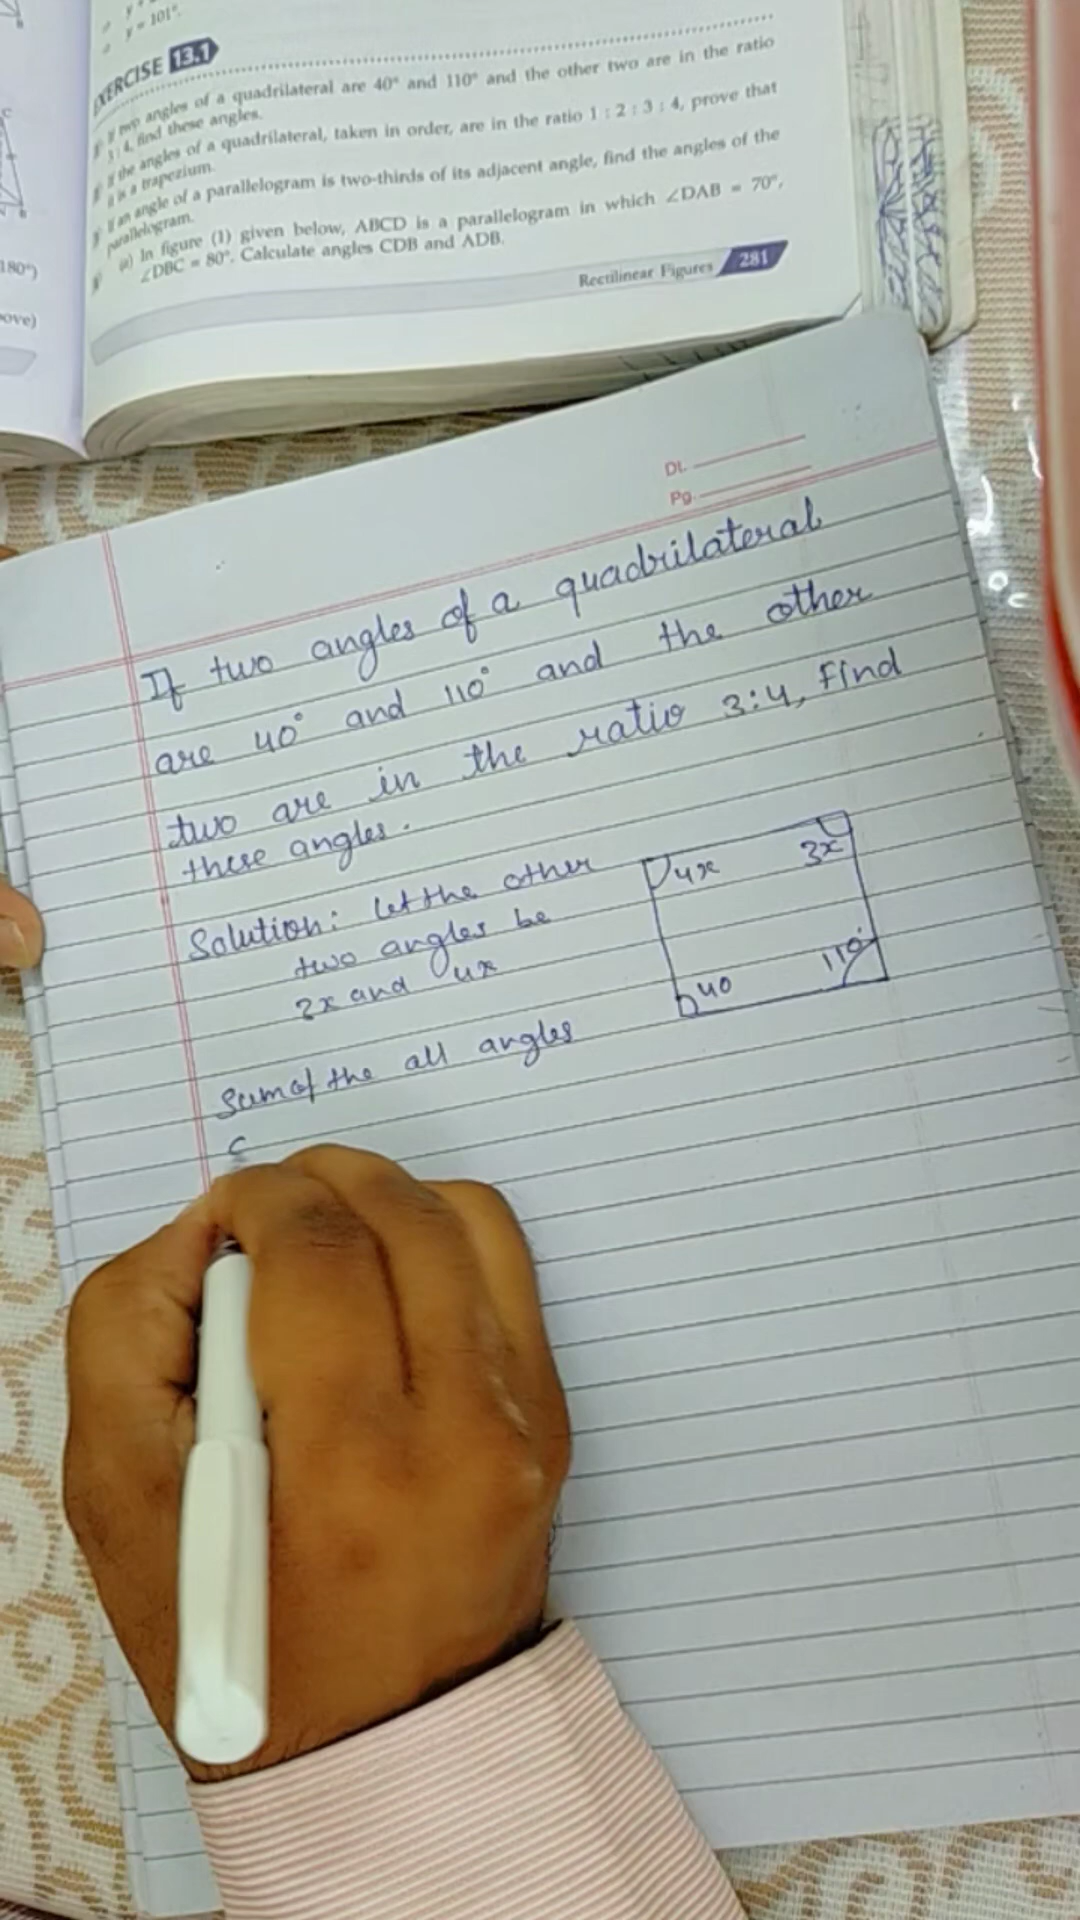 y = 101°.
EXERCISE 13.1
If two angles of a quadrilateral are 40° and 110° and the other two are in the ratio
3 : 4, find these angles.
If the angles of a quadrilateral, taken in order, are in the ratio 1 : 2 : 3 : 4, prove that
it is a trapezium.
If an angle of a parallelogram is two-thirds of its adjacent angle, find the angles of the
parallelogram.
(a) In figure (1) given below, ABCD is a parallelogram in which ∠DAB = 70°,
∠DBC = 80°. Calculate angles CDB and ADB.
Rectilinear Figures 281
180°)
ove)
Dt.
Pg.
If two angles of a quadrilateral
are 40° and 110° and the other
two are in the ratio 3:4, Find
these angles.
Solution: let the other
two angles be
3x and 4x
4x 3x
40 110°
Sum of the all angles